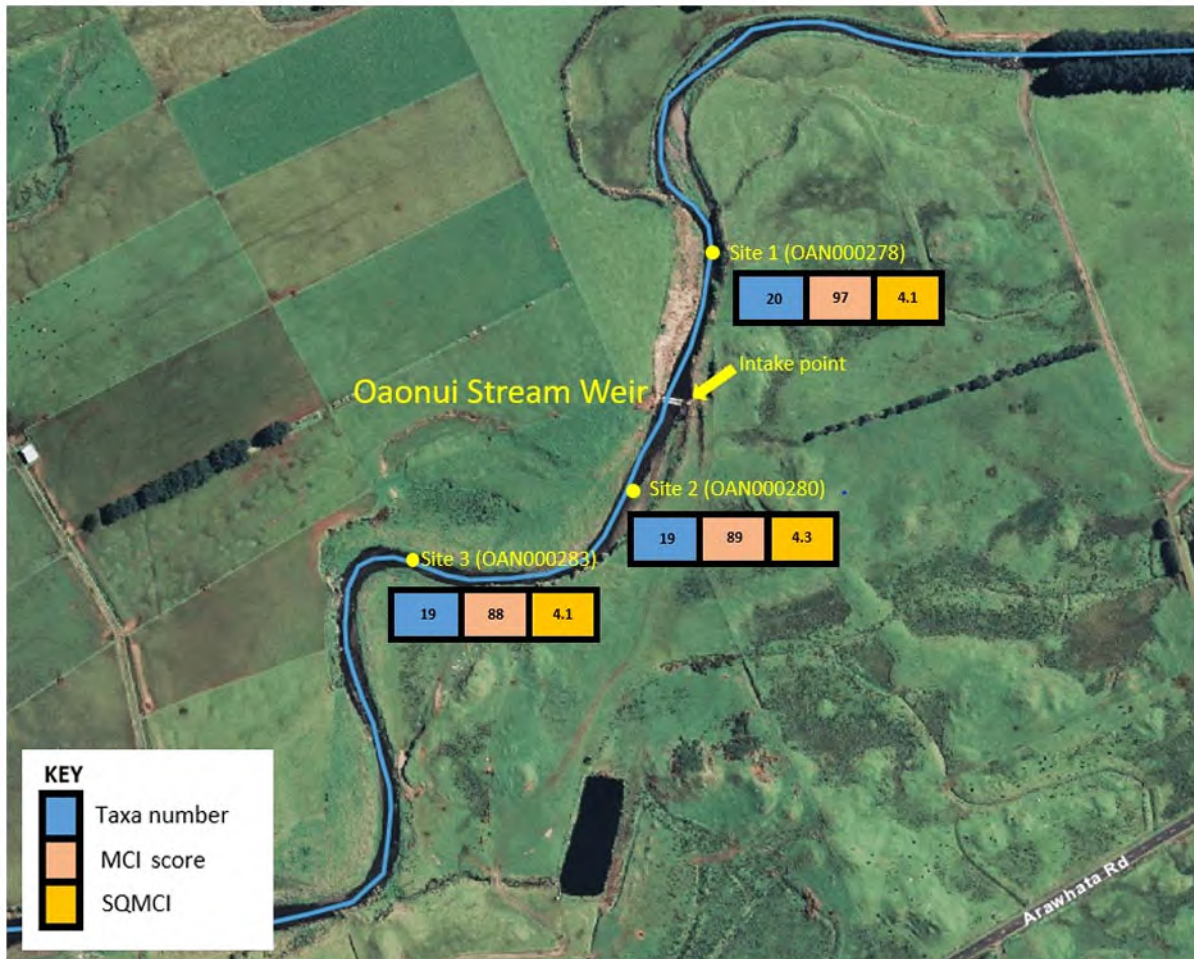 Site 1 (OAN000278)
20 97 4.1
Intake point
Oaonui Stream Weir
Site 2 (OAN000280)
19 89 4.3
Site 3 (OAN000283)
19 88 4.1
KEY
Taxa number
MCI score
SQMCI
Arawhata Rd